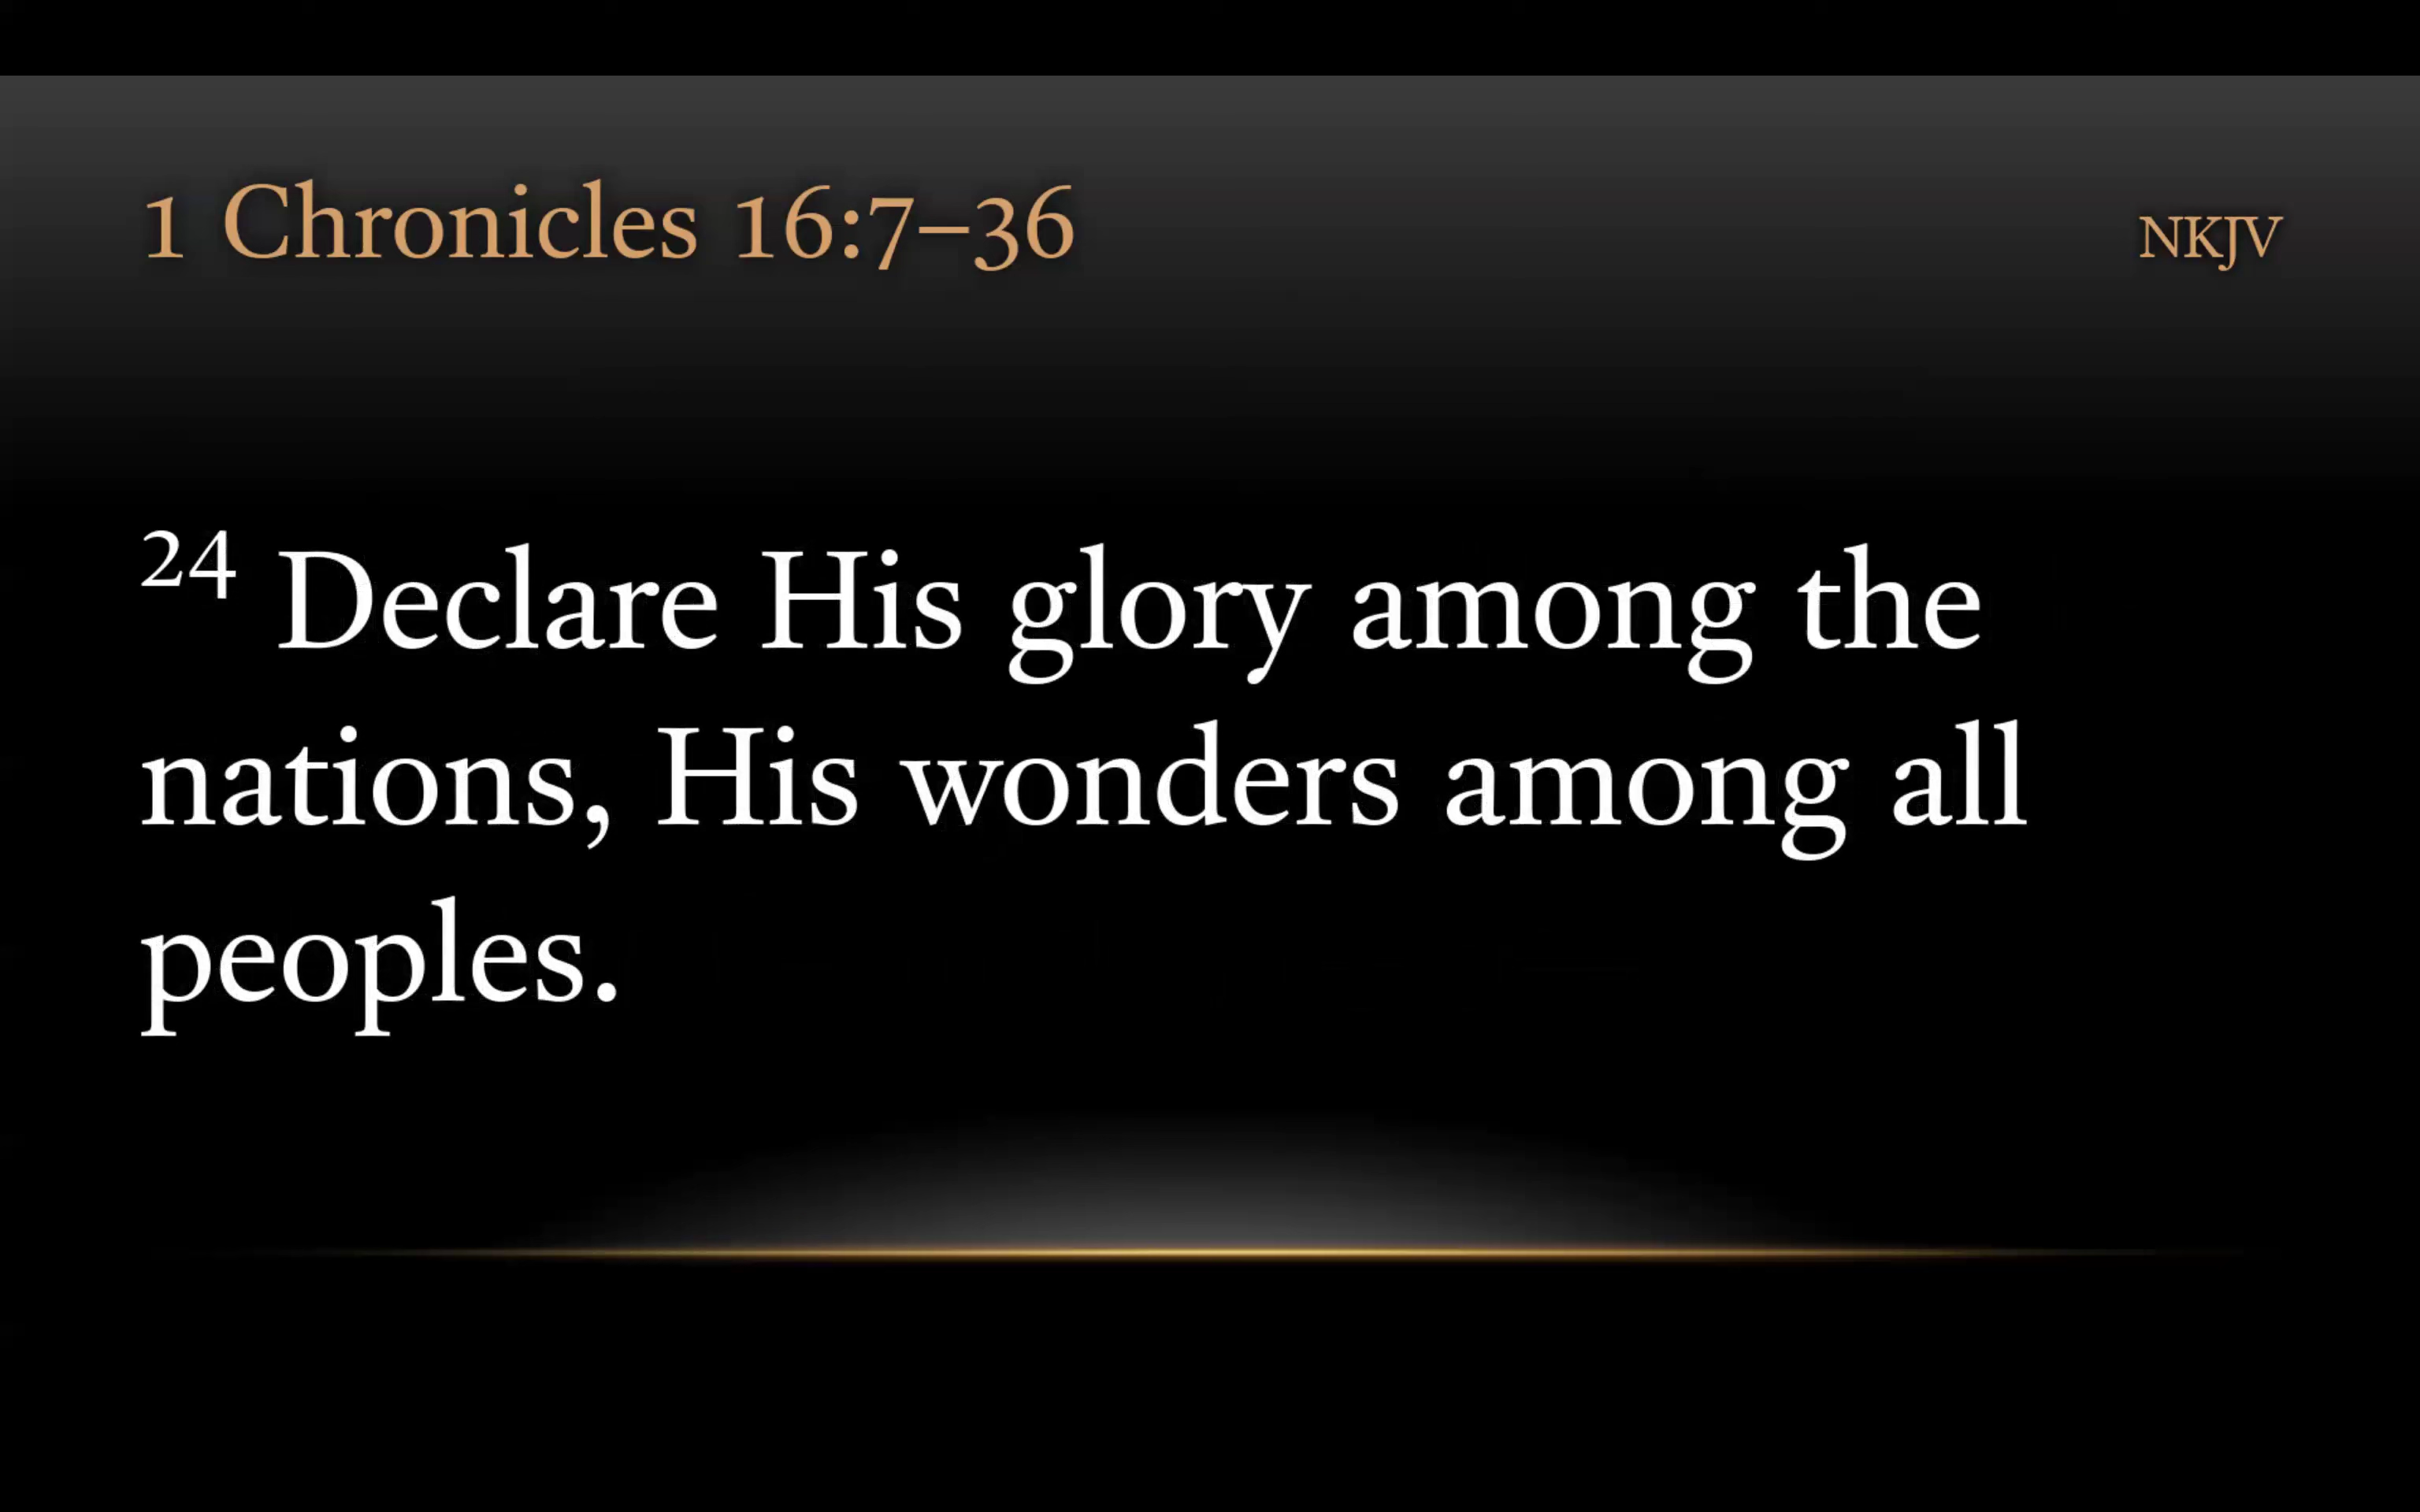 1 Chronicles 16:7–36
NKJV
24 Declare His glory among the
nations, His wonders among all
peoples.